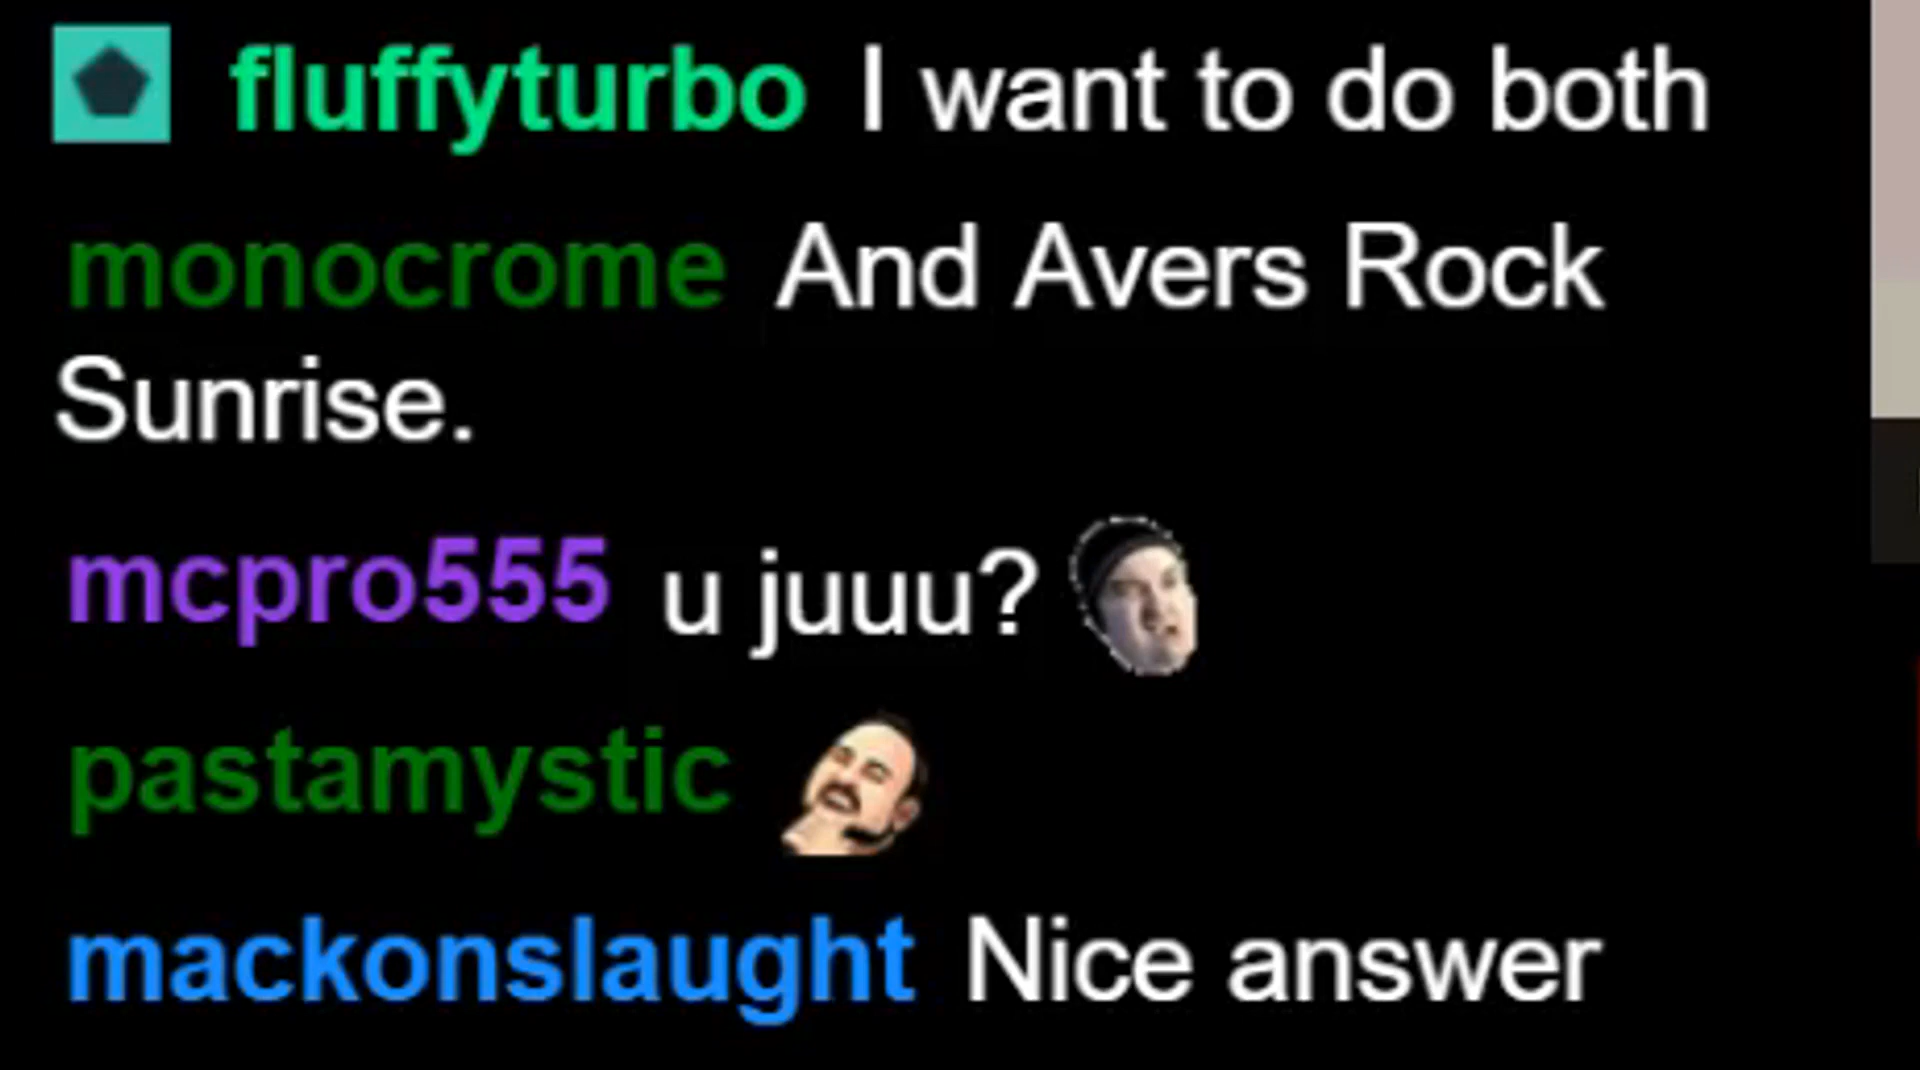 fluffyturbo I want to do both
monocrome And Avers Rock
Sunrise.
mcpro555 u juuu?
pastamystic
mackonslaught Nice answer